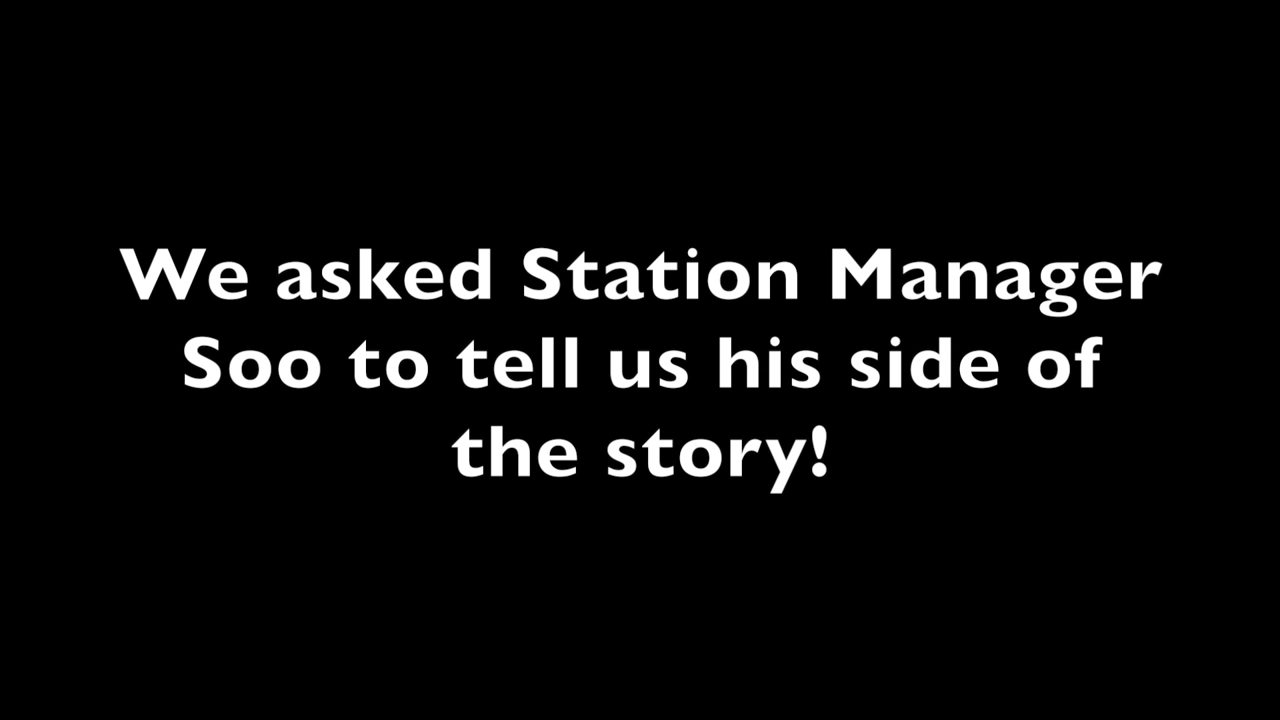 We asked Station Manager
Soo to tell us his side of
the story!